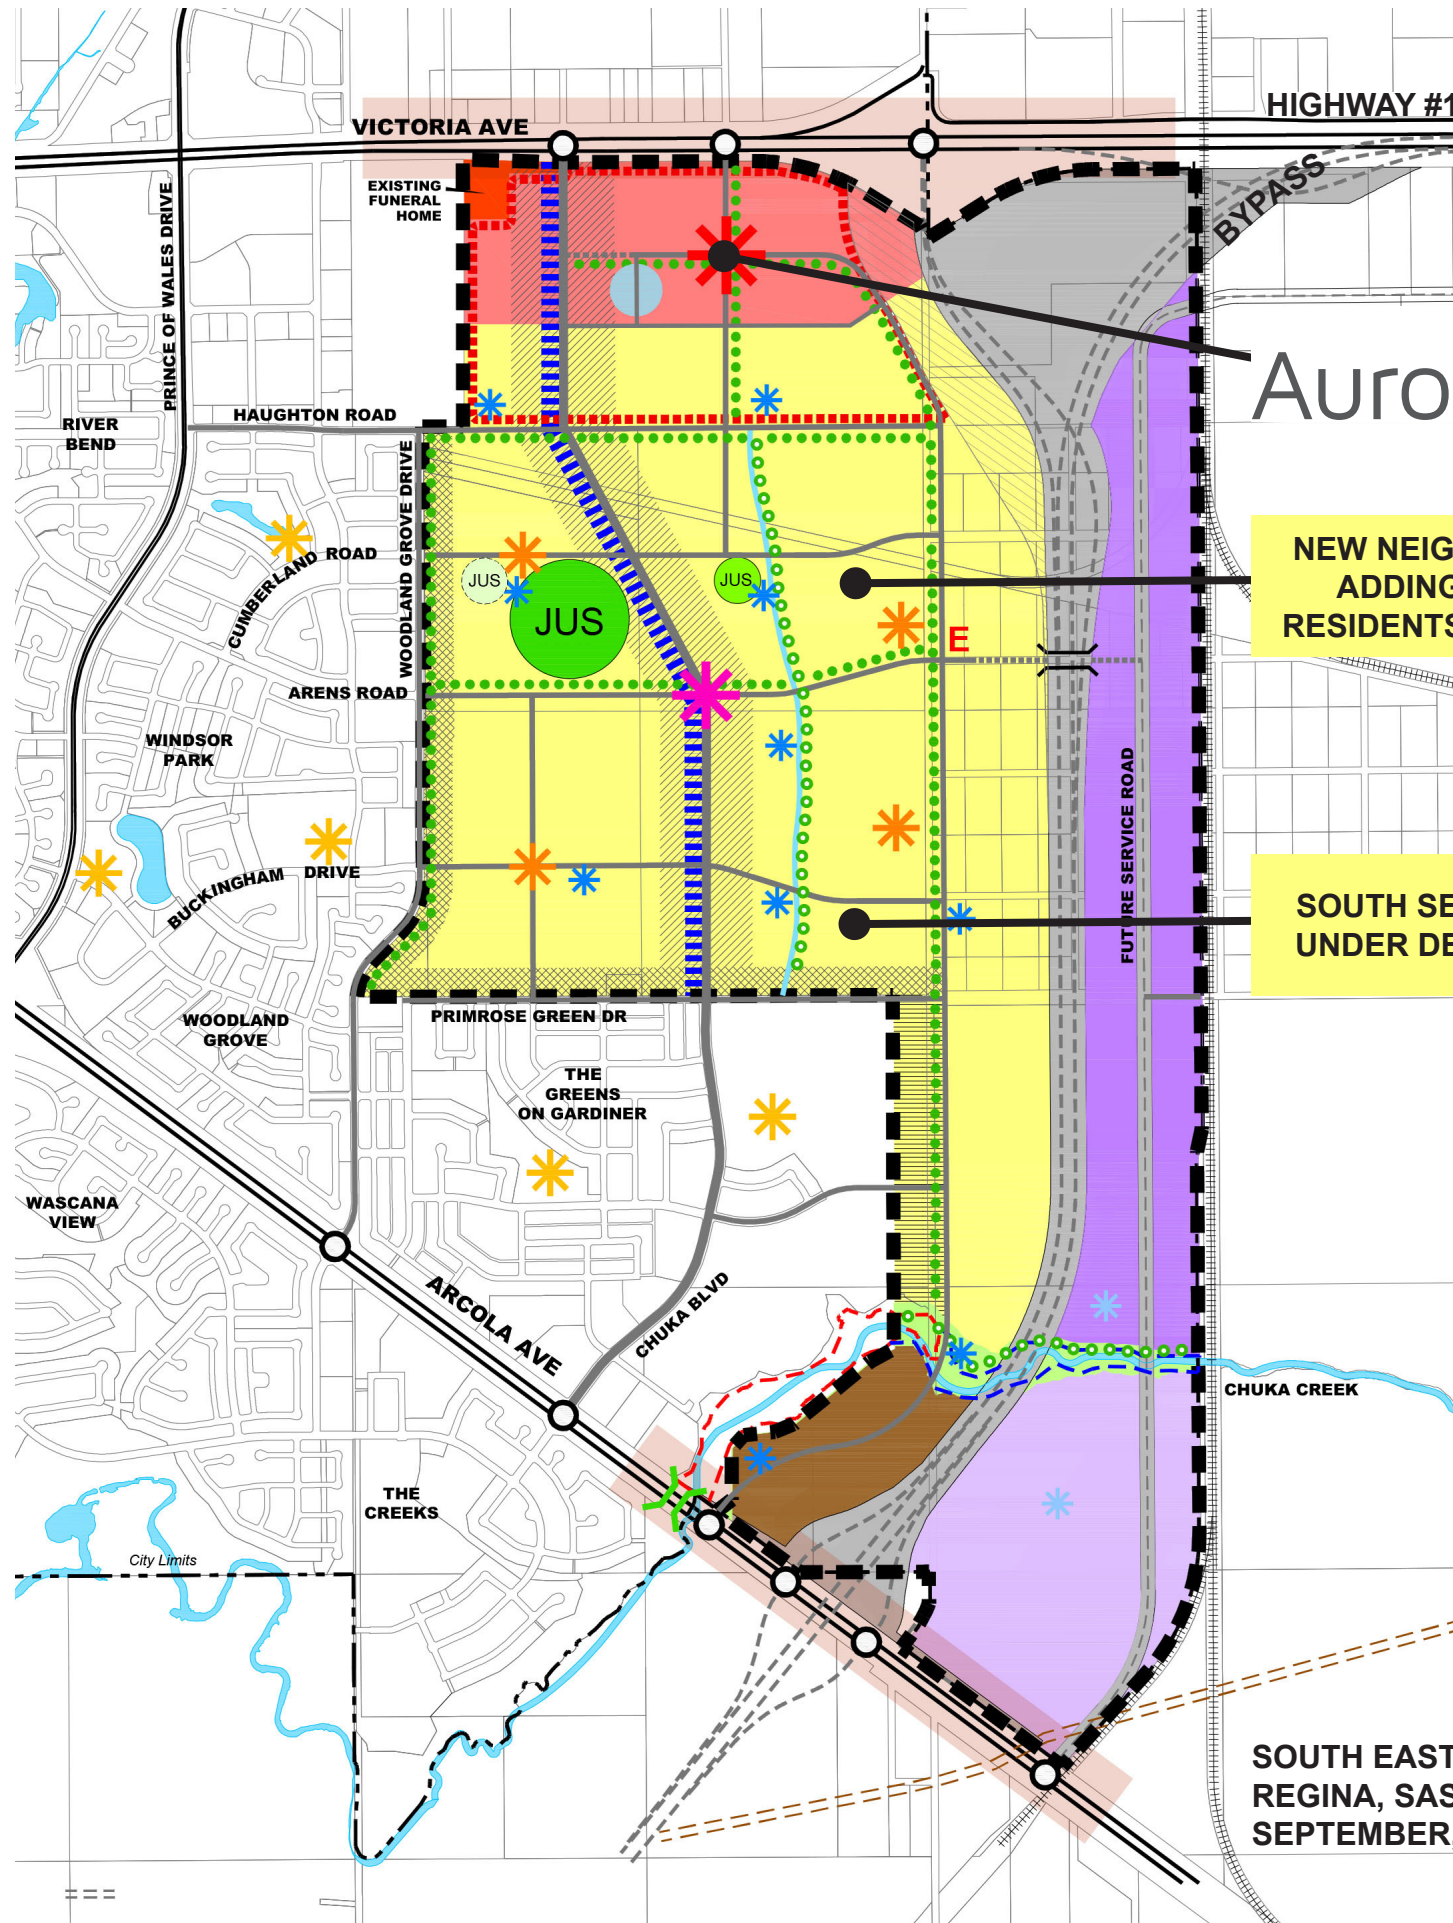 HIGHWAY #1
VICTORIA AVE
BYPASS
EXISTING
FUNERAL
HOME
PRINCE OF WALES DRIVE
Auro
HAUGHTON ROAD
RIVER
BEND
WOODLAND GROVE DRIVE
CUMBERLAND ROAD
JUS
JUS
JUS
NEW NEIG
ADDING
RESIDENTS
E
ARENS ROAD
WINDSOR
PARK
FUTURE SERVICE ROAD
BUCKINGHAM DRIVE
SOUTH SE
UNDER DE
WOODLAND
GROVE
PRIMROSE GREEN DR
THE
GREENS
ON GARDINER
WASCANA
VIEW
ARCOLA AVE
CHUKA BLVD
CHUKA CREEK
THE
CREEKS
City Limits
SOUTH EAST
REGINA, SAS
SEPTEMBER,